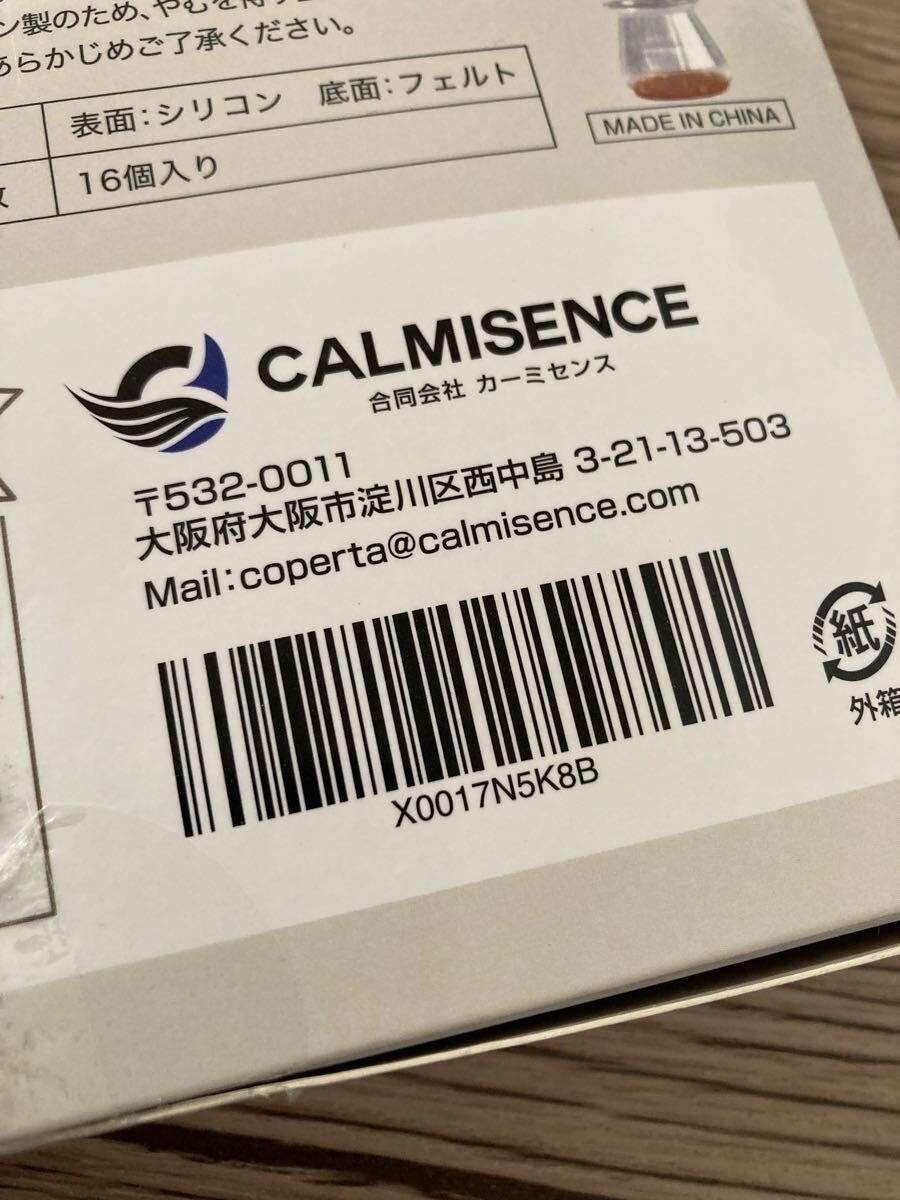 ン製のため、やむを得
あらかじめご了承ください。
表面：シリコン 底面：フェルト
16個入り
MADE IN CHINA
CALMISENCE
合同会社 カーミセンス
〒532-0011
大阪府大阪市淀川区西中島 3-21-13-503
Mail：coperta@calmisence.com
X0017N5K8B
紙
外箱